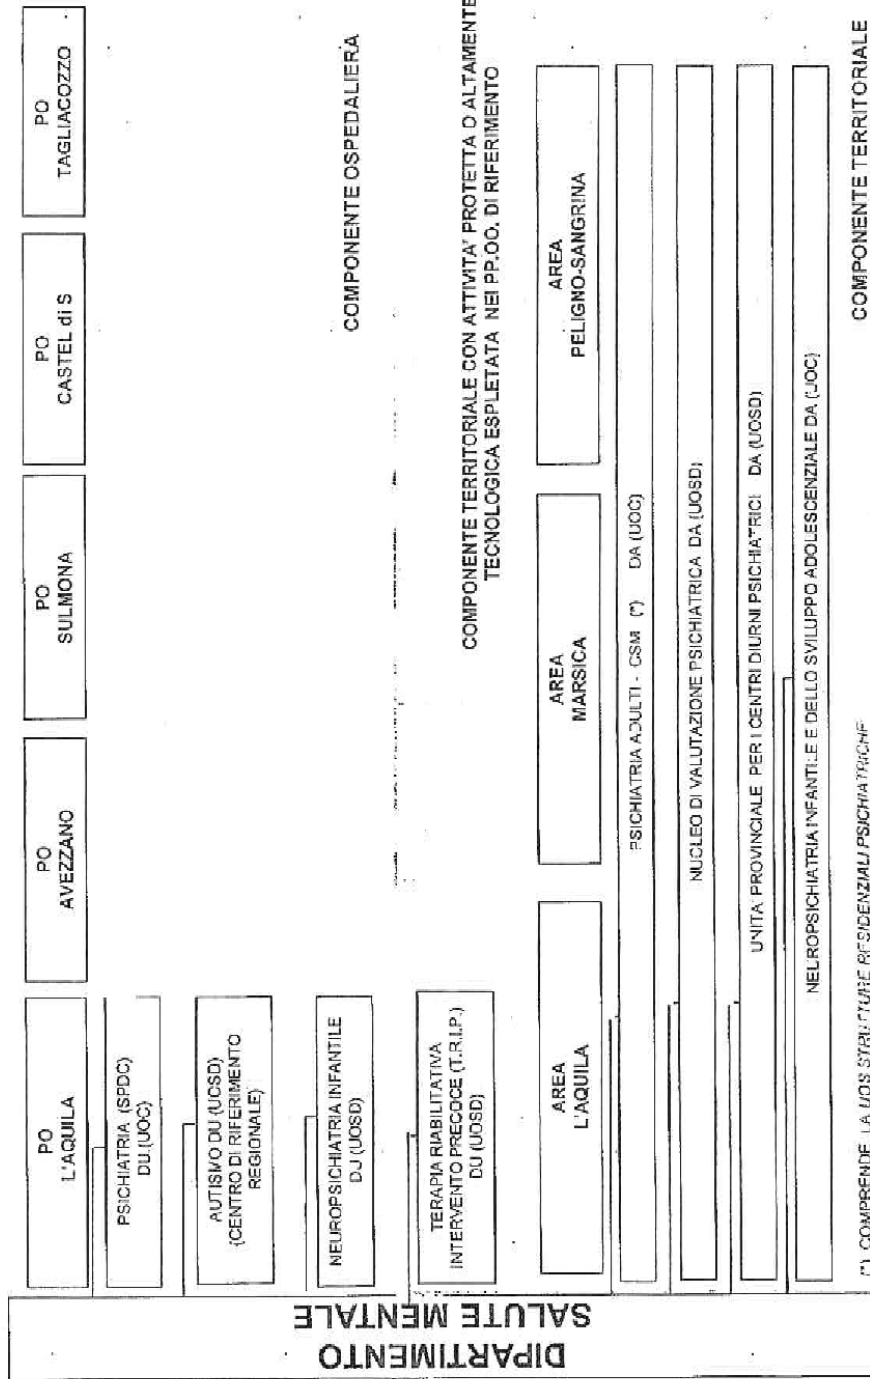 DIPARTIMENTO
SALUTE MENTALE
PO
L'AQUILA
PO
AVEZZANO
PO
SULMONA
PO
CASTEL di S
PO
TAGLIACOZZO
PSICHIATRIA (SPDC)
DU.(UOC)
AUTISMO DU (UOSD)
(CENTRO DI RIFERIMENTO
REGIONALE)
NEUROPSICHIATRIA INFANTILE
DU (UOSD)
COMPONENTE OSPEDALIERA
TERAPIA RIABILITATIVA
INTERVENTO PRECOCE (T.R.I.P.)
DU (UOSD)
COMPONENTE TERRITORIALE CON ATTIVITA' PROTETTA O ALTAMENTE
TECNOLOGICA ESPLETATA NEI PP.OO. DI RIFERIMENTO
AREA
L'AQUILA
AREA
MARSICA
AREA
PELIGNO-SANGRINA
PSICHIATRIA ADULTI - CSM (*) DA (UOC)
NUCLEO DI VALUTAZIONE PSICHIATRICA DA (UOSD)
UNITA' PROVINCIALE PER I CENTRI DIURNI PSICHIATRICI DA (UOSD)
NEUROPSICHIATRIA INFANTILE E DELLO SVILUPPO ADOLESCENZIALE DA (UOC)
(*) COMPRENDE LA UOS STRUTTURE RESIDENZIALI PSICHIATRICHE
COMPONENTE TERRITORIALE